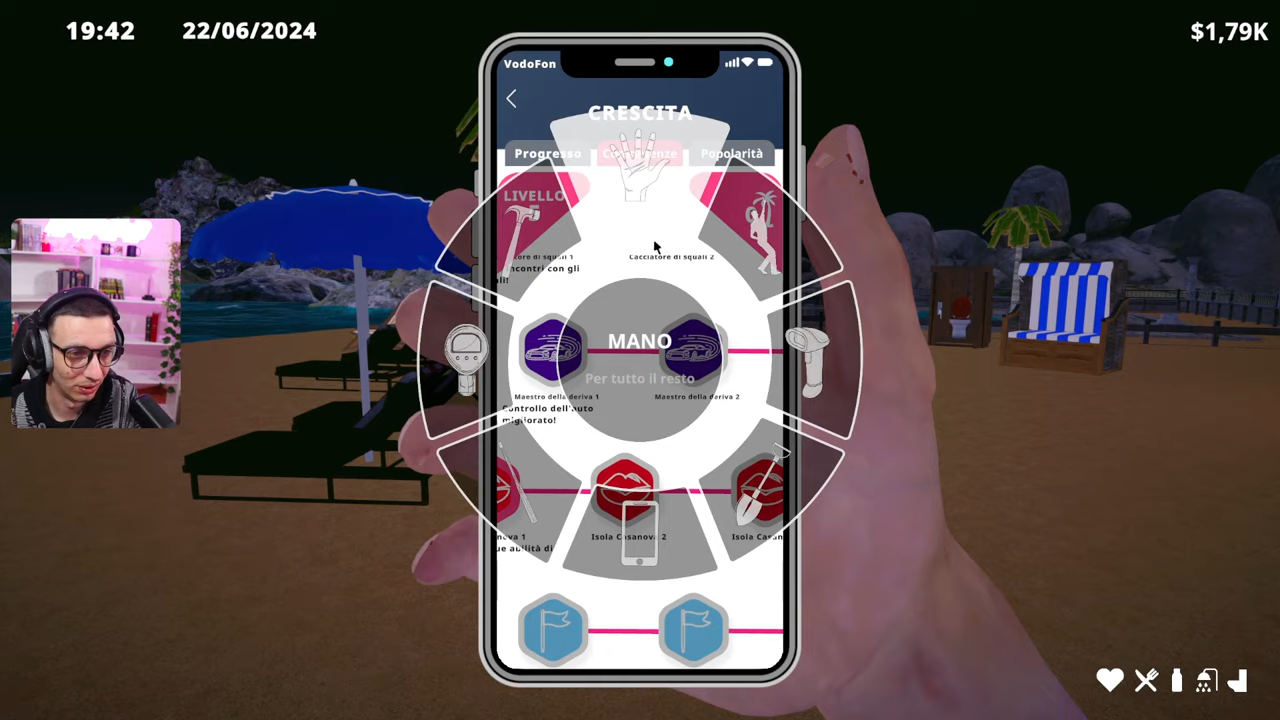 19:42 22/06/2024
$1,79K
VodoFon
CRESCITA
Progresso
Popolarità
LIVELLO
Cacciatore di squali 2
MANO
Per tutto il resto
Maestro della deriva 1
Maestro della deriva 2
Controllo dell'auto
migliorato!
Isola Casanova 2